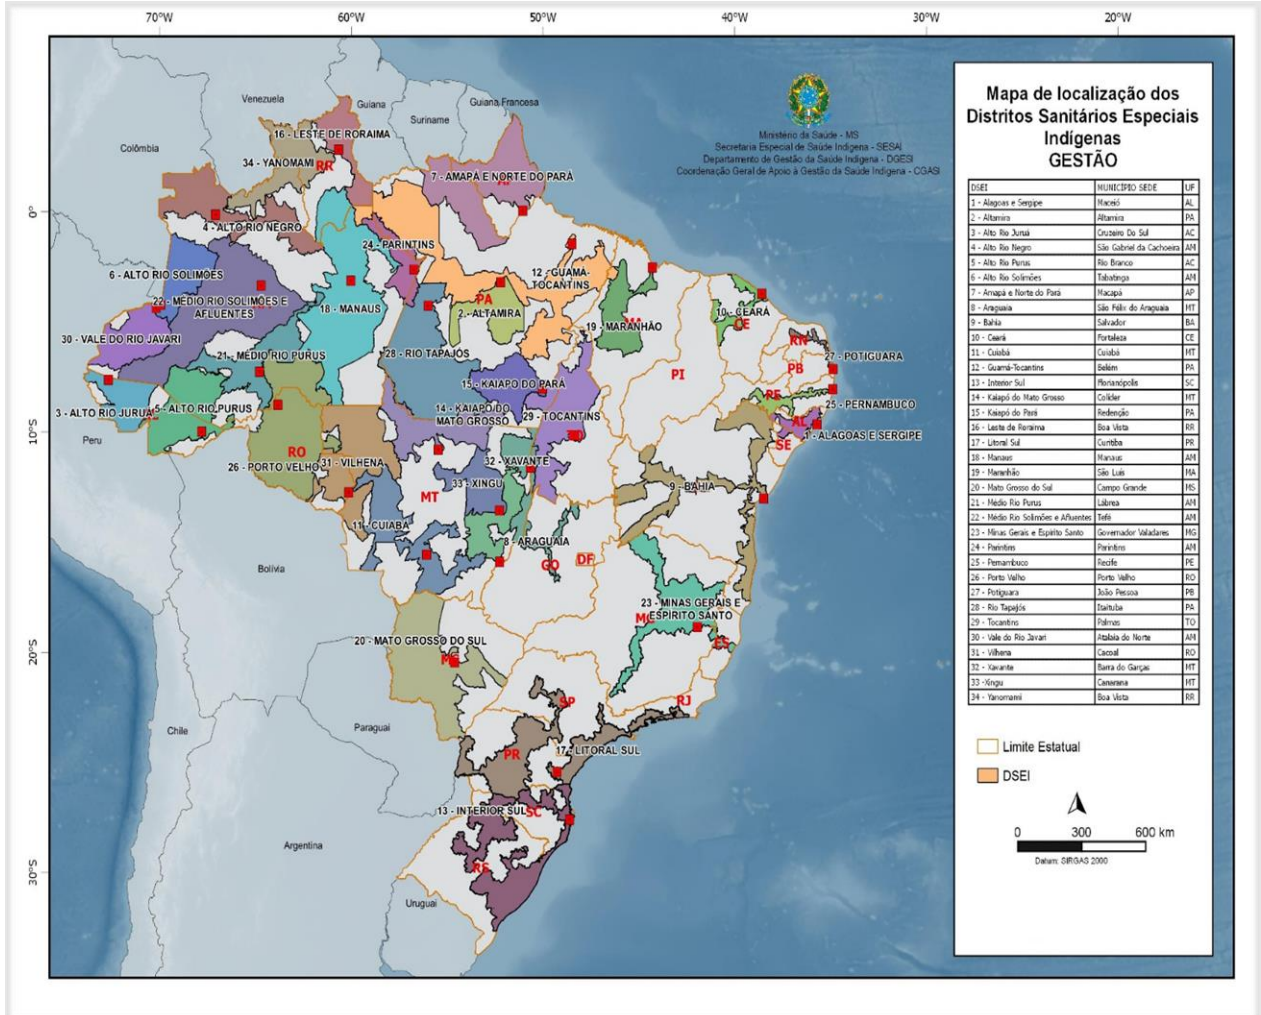 70°W 60°W 50°W 40°W 30°W 20°W
0°
10°S
20°S
30°S
Venezuela
Guiana
Suriname
Guiana Francesa
Colômbia
Peru
Bolívia
Paraguai
Chile
Argentina
Uruguai
Ministério da Saúde - MS
Secretaria Especial de Saúde Indígena - SESAI
Departamento de Gestão da Saúde Indígena - DGESI
Coordenação Geral de Apoio à Gestão da Saúde Indígena - CGASI
16 - LESTE DE RORAIMA
34 - YANOMAMI
RR
7 - AMAPÁ E NORTE DO PARÁ
4 - ALTO RIO NEGRO
24 - PARINTINS
6 - ALTO RIO SOLIMÕES
12 - GUAMÁ-
TOCANTINS
22 - MÉDIO RIO SOLIMÕES E
AFLUENTES
18 - MANAUS
PA
2 - ALTAMIRA
10 - CEARÁ
CE
19 - MARANHÃO
MA
30 - VALE DO RIO JAVARI
RN
21 - MÉDIO RIO PURUS
28 - RIO TAPAJÓS
27 - POTIGUARA
PI
PB
15 - KAIAPÓ DO PARÁ
PE
25 - PERNAMBUCO
3 - ALTO RIO JURUÁ
5 - ALTO RIO PURUS
14 - KAIAPÓ DO
MATO GROSSO
29 - TOCANTINS
AL
1 - ALAGOAS E SERGIPE
SE
RO
26 - PORTO VELHO
31 - VILHENA
32 - XAVANTE
33 - XINGU
MT
9 - BAHIA
11 - CUIABÁ
8 - ARAGUAIA
GO
DF
23 - MINAS GERAIS E
ESPÍRITO SANTO
ES
20 - MATO GROSSO DO SUL
SP
RJ
PR
17 - LITORAL SUL
13 - INTERIOR SUL
SC
RS
Mapa de localização dos
Distritos Sanitários Especiais
Indígenas
GESTÃO
DSEI MUNICÍPIO SEDE UF
1 - Alagoas e Sergipe Maceió AL
2 - Altamira Altamira PA
3 - Alto Rio Juruá Cruzeiro Do Sul AC
4 - Alto Rio Negro São Gabriel da Cachoeira AM
5 - Alto Rio Purus Rio Branco AC
6 - Alto Rio Solimões Tabatinga AM
7 - Amapá e Norte do Pará Macapá AP
8 - Araguaia São Félix do Araguaia MT
9 - Bahia Salvador BA
10 - Ceará Fortaleza CE
11 - Cuiabá Cuiabá MT
12 - Guamá-Tocantins Belém PA
13 - Interior Sul Florianópolis SC
14 - Kaiapó do Mato Grosso Colíder MT
15 - Kaiapó do Pará Redenção PA
16 - Leste de Roraima Boa Vista RR
17 - Litoral Sul Curitiba PR
18 - Manaus Manaus AM
19 - Maranhão São Luís MA
20 - Mato Grosso do Sul Campo Grande MS
21 - Médio Rio Purus Lábrea AM
22 - Médio Rio Solimões e Afluentes Tefé AM
23 - Minas Gerais e Espírito Santo Governador Valadares MG
24 - Parintins Parintins AM
25 - Pernambuco Recife PE
26 - Porto Velho Porto Velho RO
27 - Potiguara João Pessoa PB
28 - Rio Tapajós Itaituba PA
29 - Tocantins Palmas TO
30 - Vale do Rio Javari Atalaia do Norte AM
31 - Vilhena Cacoal RO
32 - Xavante Barra do Garças MT
33 -Xingu Canarana MT
34 - Yanomami Boa Vista RR
Limite Estatual
DSEI
0 300 600 km
Datum: SIRGAS 2000